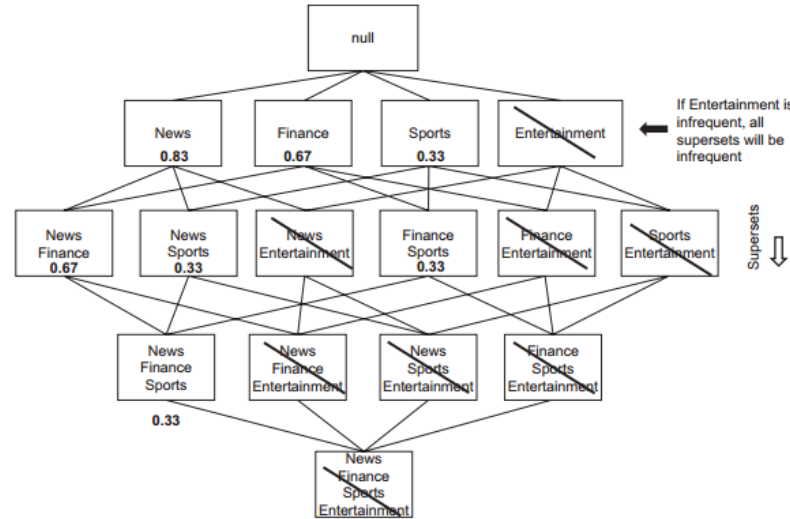 null
News
0.83
Finance
0.67
Sports
0.33
Entertainment
If Entertainment is
infrequent, all
supersets will be
infrequent
News
Finance
0.67
News
Sports
0.33
News
Entertainment
Finance
Sports
0.33
Finance
Entertainment
Sports
Entertainment
Supersets
News
Finance
Sports
0.33
News
Finance
Entertainment
News
Sports
Entertainment
Finance
Sports
Entertainment
News
Finance
Sports
Entertainment